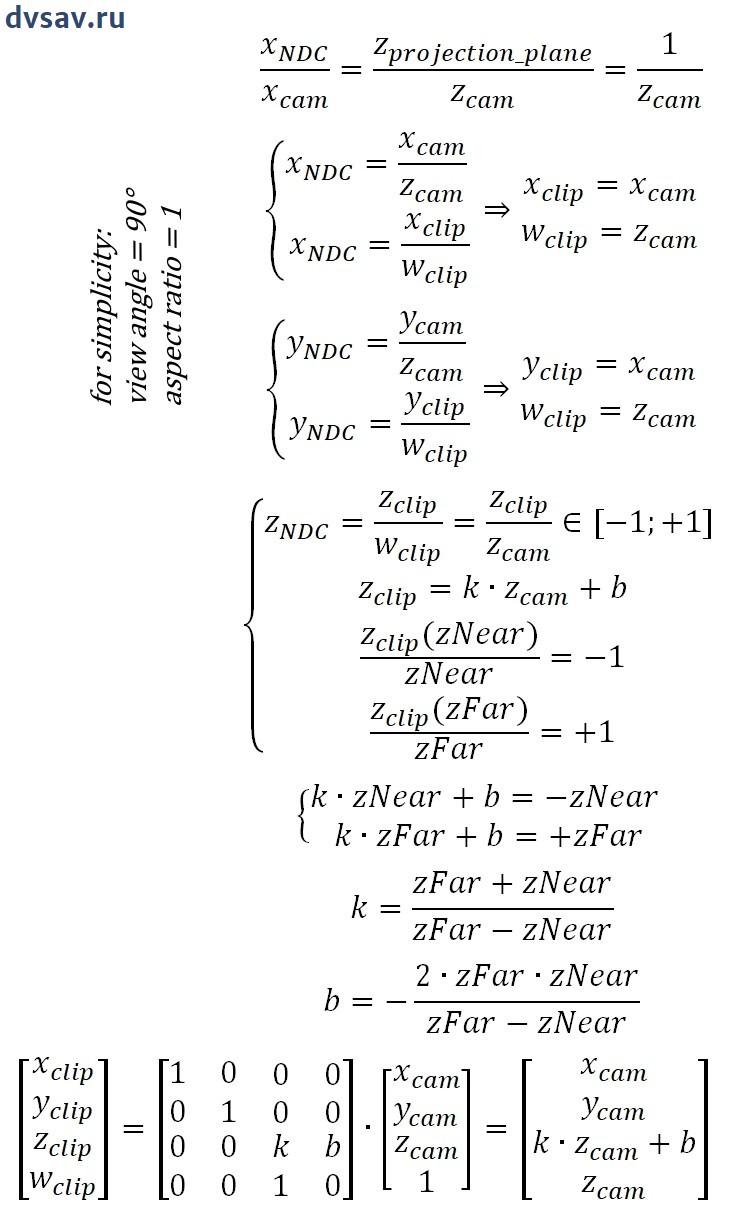 dvsav.ru
x_NDC / x_cam = z_projection_plane / z_cam = 1 / z_cam
for simplicity:
view angle = 90°
aspect ratio = 1
{ x_NDC = x_cam / z_cam
x_NDC = x_clip / w_clip
⇒ x_clip = x_cam
w_clip = z_cam
{ y_NDC = y_cam / z_cam
y_NDC = y_clip / w_clip
⇒ y_clip = x_cam
w_clip = z_cam
{ z_NDC = z_clip / w_clip = z_clip / z_cam ∈ [−1; +1]
z_clip = k · z_cam + b
z_clip(zNear) / zNear = −1
z_clip(zFar) / zFar = +1
{ k · zNear + b = −zNear
k · zFar + b = +zFar
k = (zFar + zNear) / (zFar − zNear)
b = − (2 · zFar · zNear) / (zFar − zNear)
[x_clip] = [1 0 0 0] · [x_cam] = [x_cam]
[y_clip] [0 1 0 0] [y_cam] [y_cam]
[z_clip] [0 0 k b] [z_cam] [k · z_cam + b]
[w_clip] [0 0 1 0] [1] [z_cam]